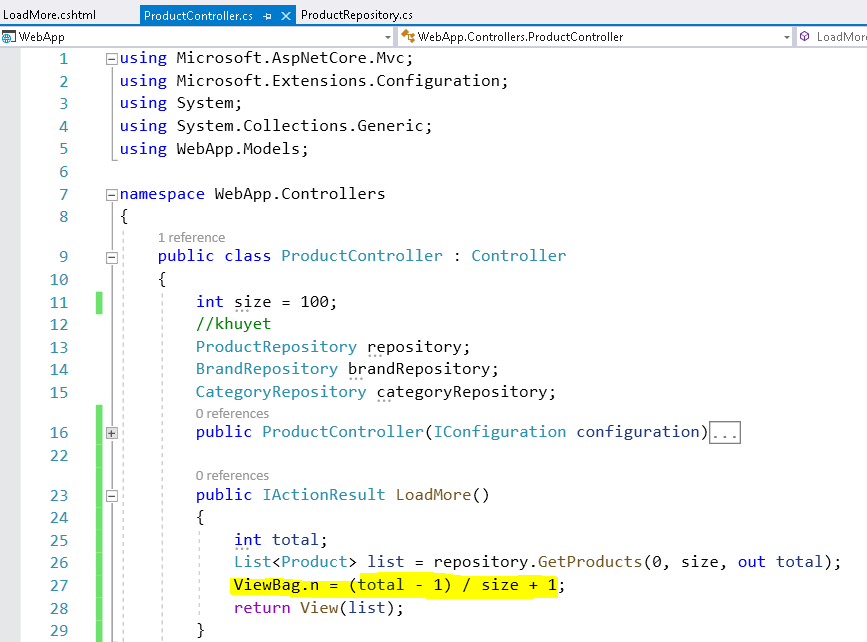 LoadMore.cshtml ProductController.cs ProductRepository.cs
WebApp WebApp.Controllers.ProductController LoadMor
1 using Microsoft.AspNetCore.Mvc;
2 using Microsoft.Extensions.Configuration;
3 using System;
4 using System.Collections.Generic;
5 using WebApp.Models;
6
7 namespace WebApp.Controllers
8 {
1 reference
9 public class ProductController : Controller
10 {
11 int size = 100;
12 //khuyet
13 ProductRepository repository;
14 BrandRepository brandRepository;
15 CategoryRepository categoryRepository;
0 references
16 public ProductController(IConfiguration configuration)...
22
0 references
23 public IActionResult LoadMore()
24 {
25 int total;
26 List<Product> list = repository.GetProducts(0, size, out total);
27 ViewBag.n = (total - 1) / size + 1;
28 return View(list);
29 }